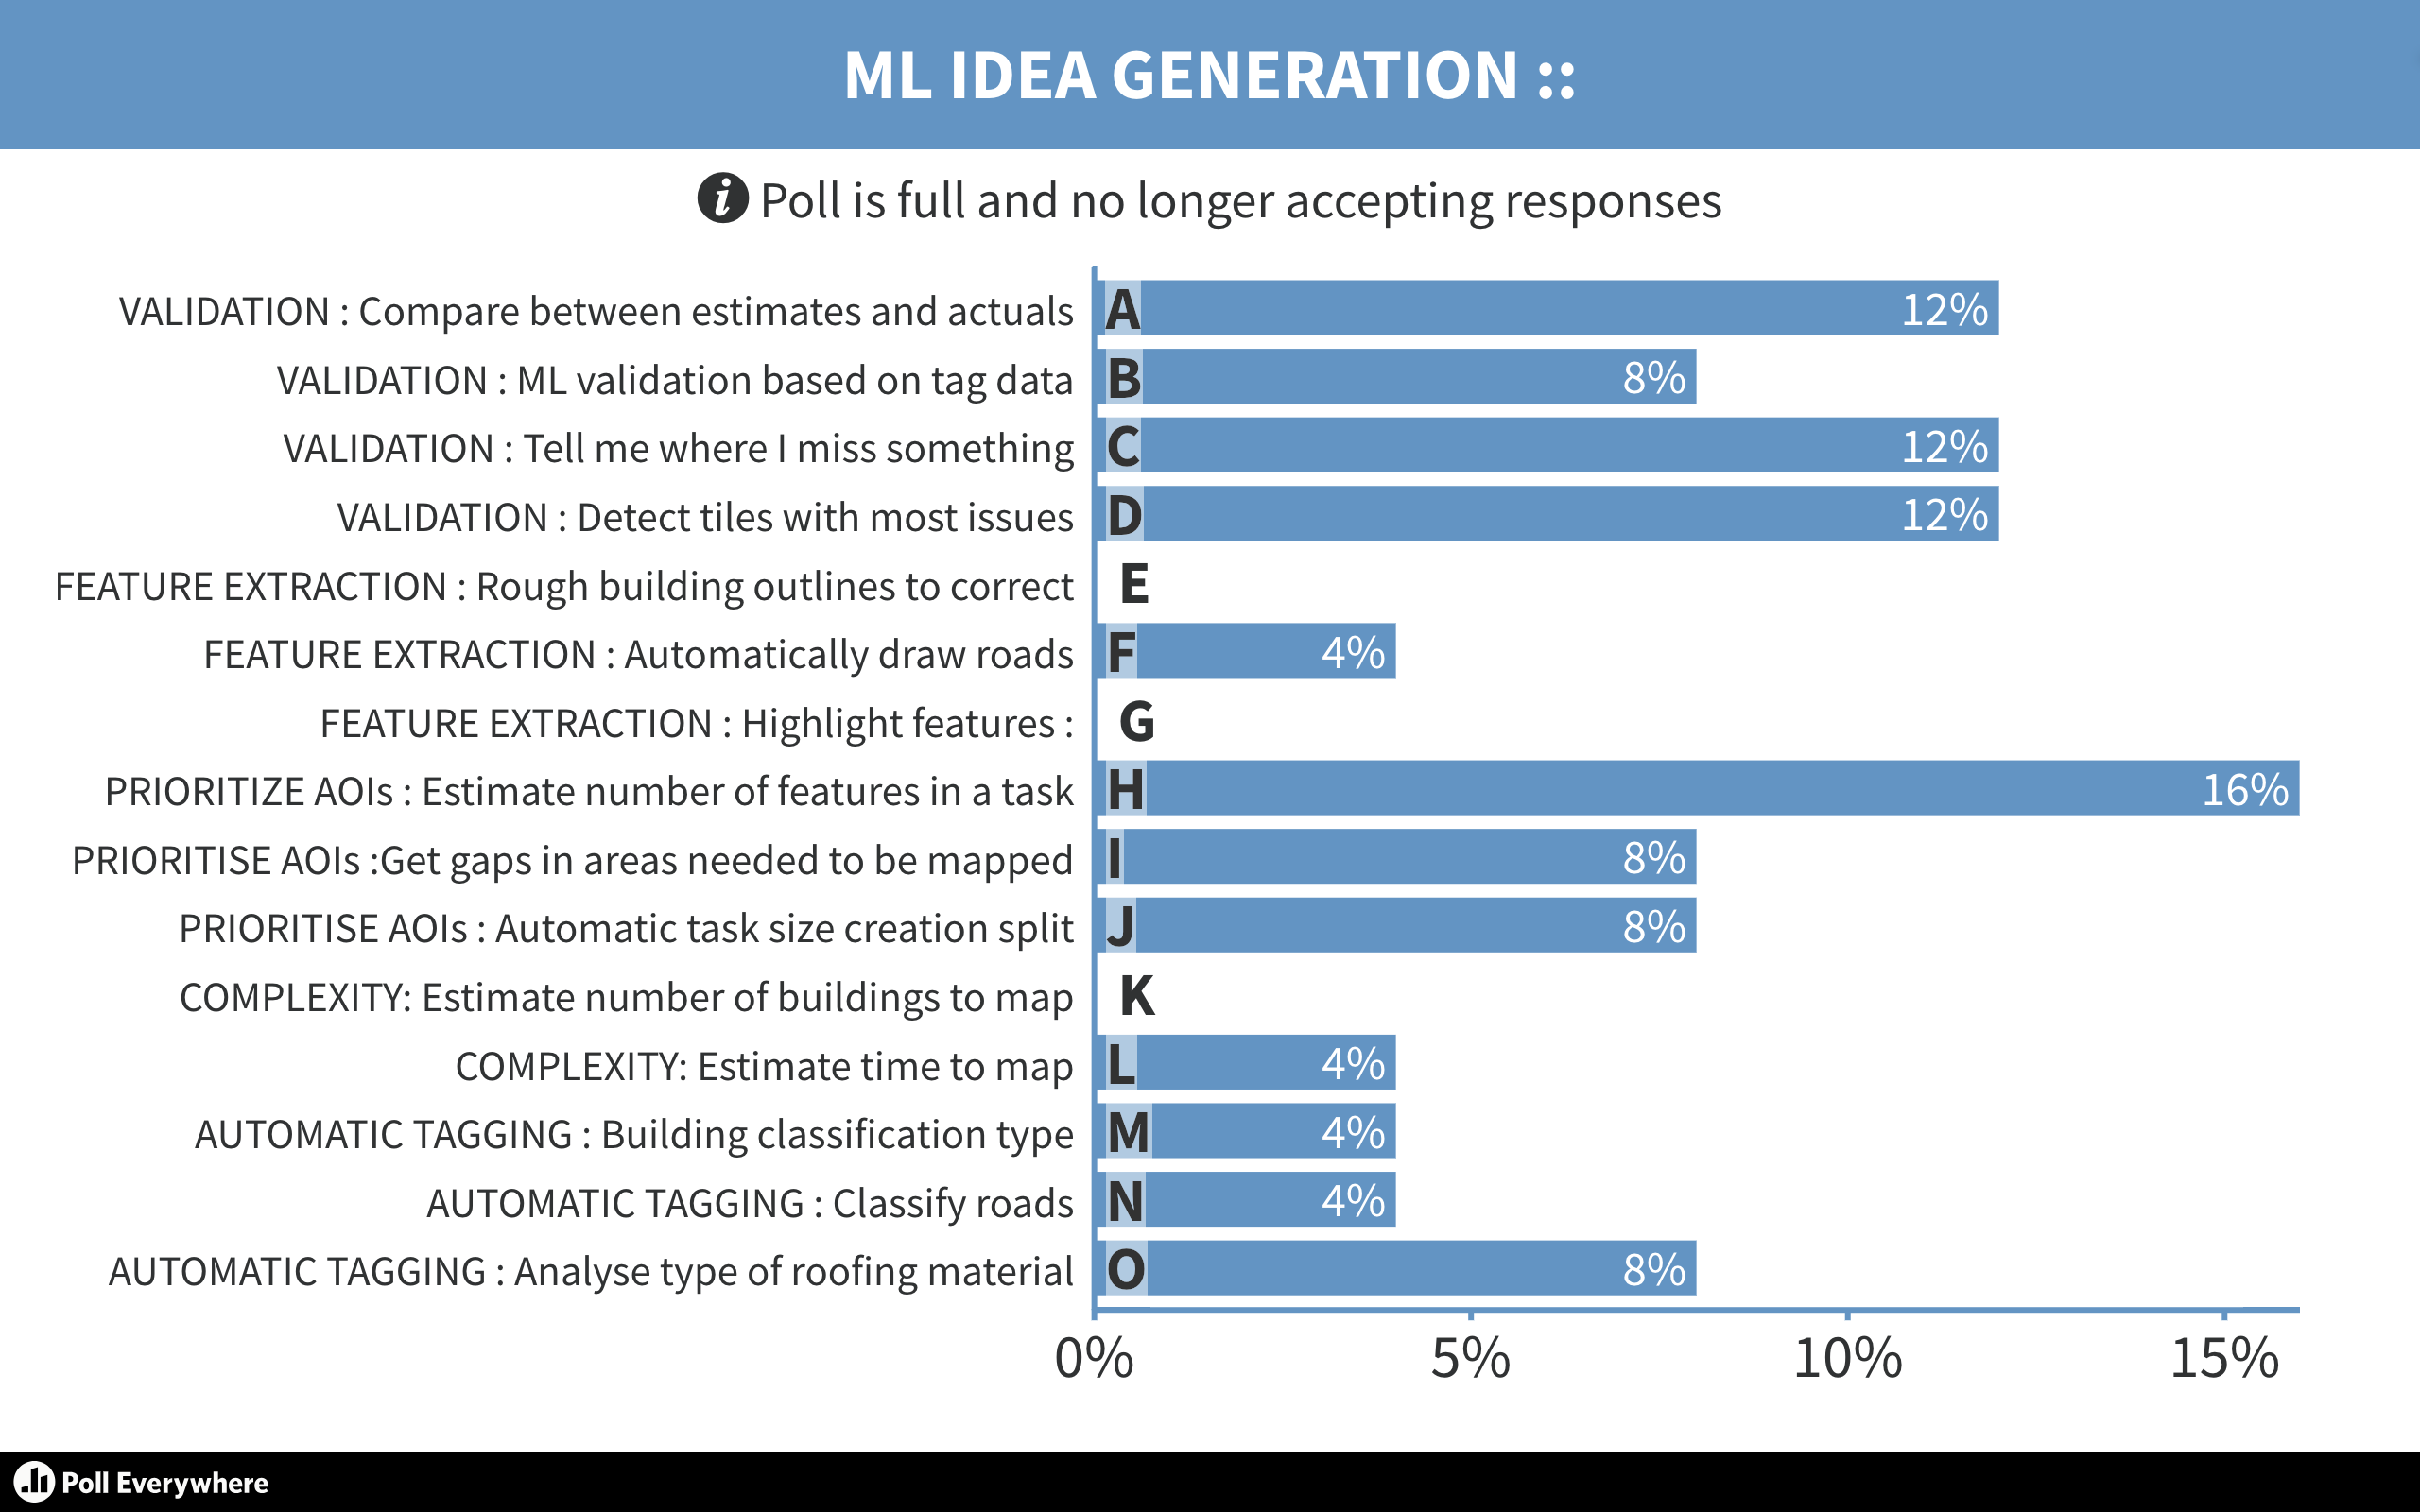 ML IDEA GENERATION ::
i Poll is full and no longer accepting responses
VALIDATION : Compare between estimates and actuals A 12%
VALIDATION : ML validation based on tag data B 8%
VALIDATION : Tell me where I miss something C 12%
VALIDATION : Detect tiles with most issues D 12%
FEATURE EXTRACTION : Rough building outlines to correct E
FEATURE EXTRACTION : Automatically draw roads F 4%
FEATURE EXTRACTION : Highlight features : G
PRIORITIZE AOIs : Estimate number of features in a task H 16%
PRIORITISE AOIs :Get gaps in areas needed to be mapped I 8%
PRIORITISE AOIs : Automatic task size creation split J 8%
COMPLEXITY: Estimate number of buildings to map K
COMPLEXITY: Estimate time to map L 4%
AUTOMATIC TAGGING : Building classification type M 4%
AUTOMATIC TAGGING : Classify roads N 4%
AUTOMATIC TAGGING : Analyse type of roofing material O 8%
0% 5% 10% 15%
Poll Everywhere